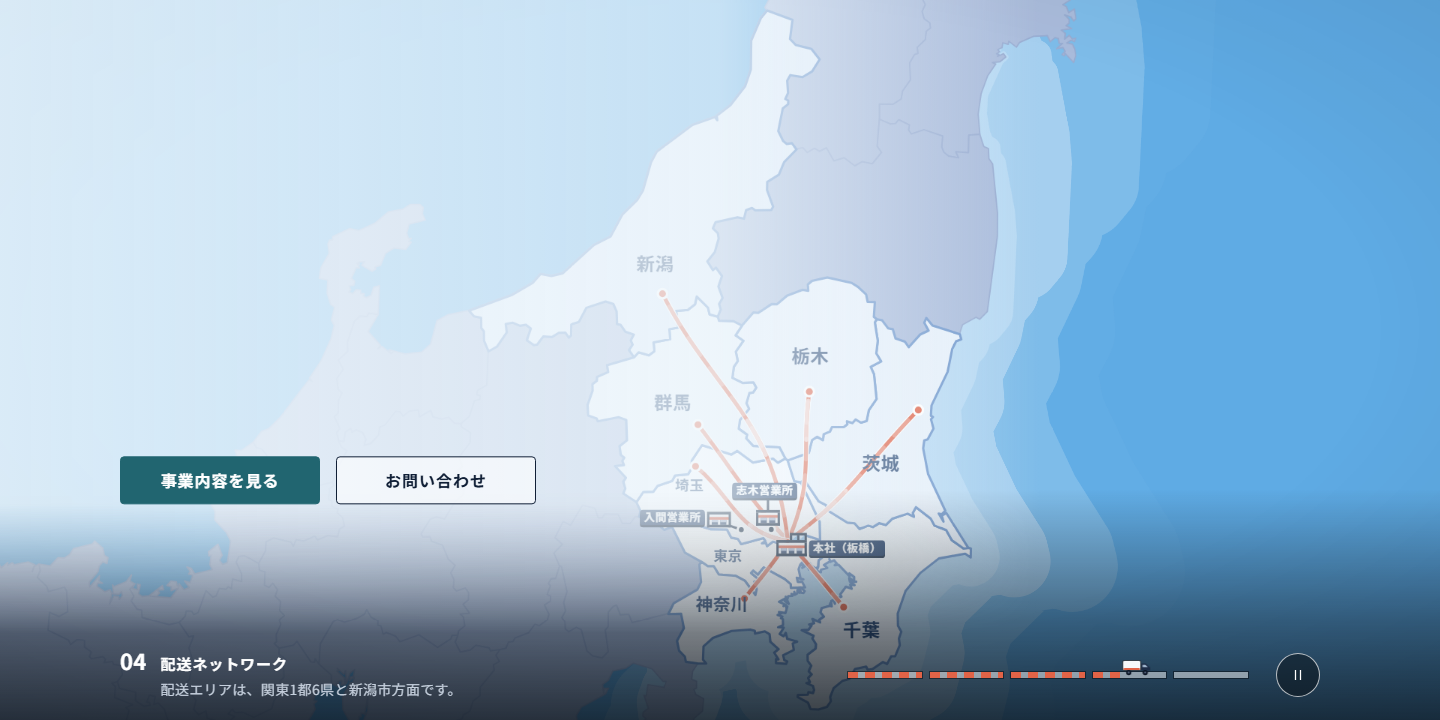 新潟
栃木
群馬
茨城
埼玉
志木営業所
入間営業所
本社（板橋）
東京
神奈川
千葉
事業内容を見る
お問い合わせ
04 配送ネットワーク
配送エリアは、関東1都6県と新潟市方面です。